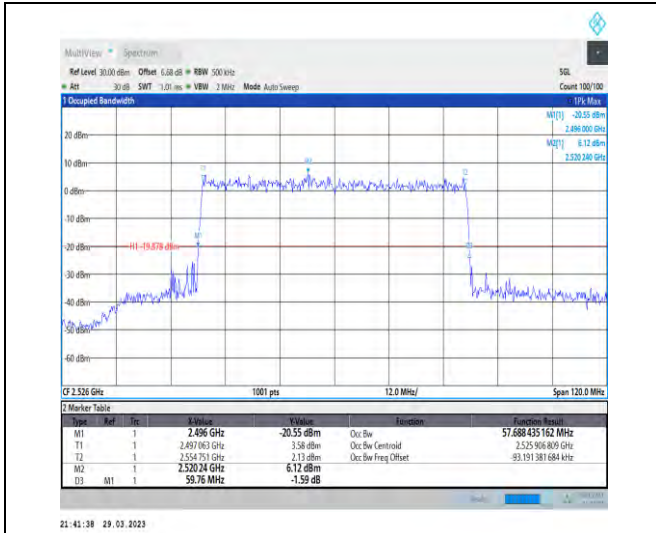 MultiView Spectrum
Ref Level 30.00 dBm Offset 6.68 dB RBW 500 kHz SGL
Att 30 dB SWT 1.01 ms VBW 2 MHz Mode Auto Sweep Count 100/100
1 Occupied Bandwidth 1Pk Max
M1[1] -20.55 dBm
2.496 000 GHz
M2[1] 6.12 dBm
2.520 240 GHz
20 dBm
10 dBm
0 dBm
-10 dBm
-20 dBm
H1 -19.878 dBm
-30 dBm
-40 dBm
-50 dBm
-60 dBm
M1
CF 2.526 GHz 1001 pts 12.0 MHz/ Span 120.0 MHz
2 Marker Table
Type Ref Trc X-Value Y-Value Function Function Result
M1 1 2.496 GHz -20.55 dBm Occ Bw 57.688 435 162 MHz
T1 1 2.497 063 GHz 3.58 dBm Occ Bw Centroid 2.525 906 809 GHz
T2 1 2.554 751 GHz 2.13 dBm Occ Bw Freq Offset -93.191 381 684 kHz
M2 1 2.520 24 GHz 6.12 dBm
D3 M1 1 59.76 MHz -1.59 dB
21:41:38 29.03.2023